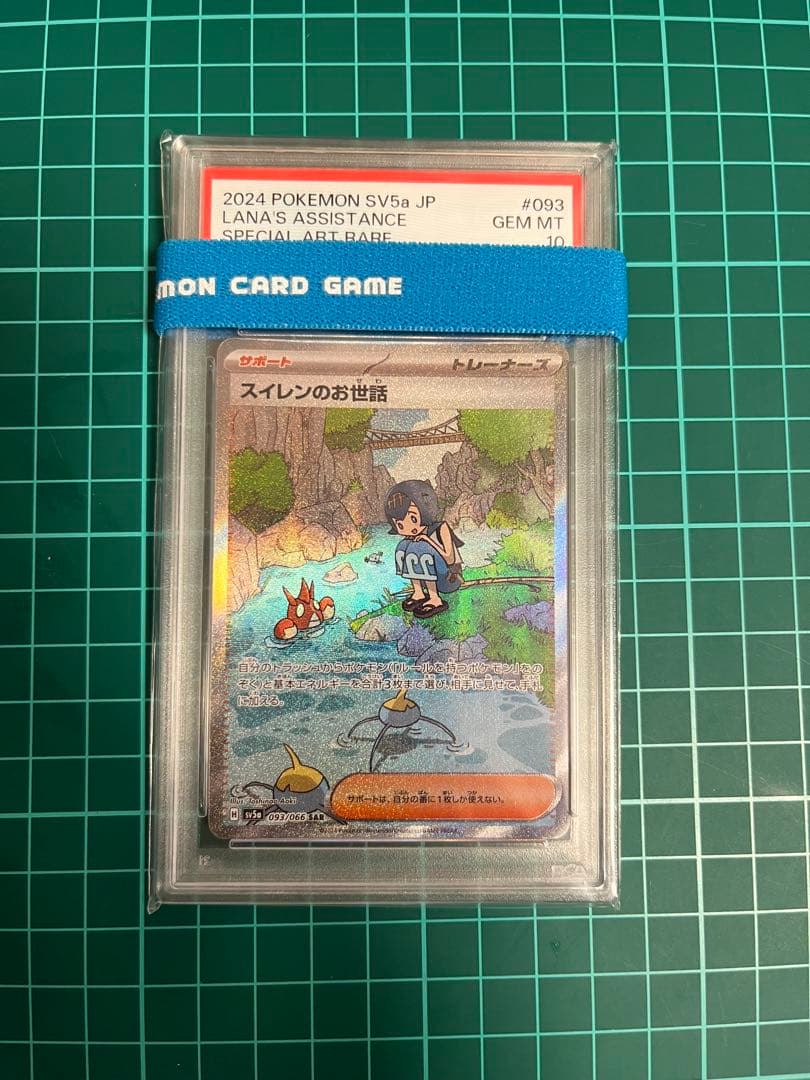 2024 POKEMON SV5a JP #093
LANA'S ASSISTANCE GEM MT
SPECIAL ART RARE 10
MON CARD GAME
サポート トレーナーズ
スイレンのお世話
せわ
自分のトラッシュからポケモン(「ルールを持つポケモン」をの
ぞく)と基本エネルギーを合計3枚まで選び、相手に見せて、手札
に加える。
サポートは、自分の番に1枚しか使えない。
Illus. Toshinao Aoki
H sv5a 093/066 SAR